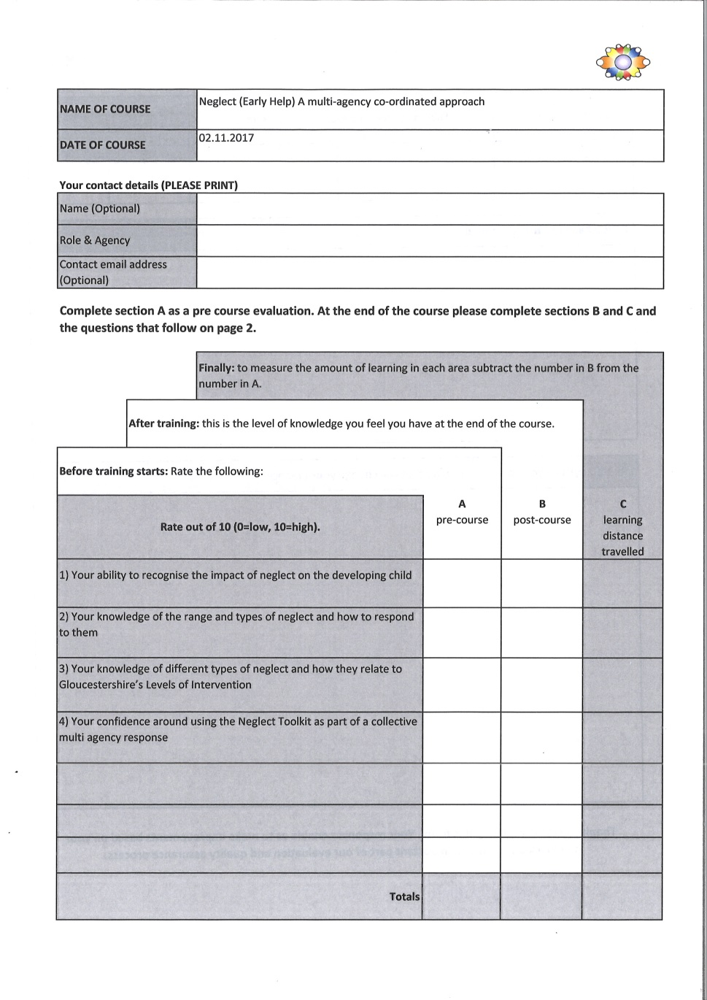 NAME OF COURSE
Neglect (Early Help) A multi-agency co-ordinated approach
DATE OF COURSE
02.11.2017
Your contact details (PLEASE PRINT)
Name (Optional)
Role & Agency
Contact email address
(Optional)
Complete section A as a pre course evaluation. At the end of the course please complete sections B and C and
the questions that follow on page 2.
Finally: to measure the amount of learning in each area subtract the number in B from the
number in A.
After training: this is the level of knowledge you feel you have at the end of the course.
Before training starts: Rate the following:
Rate out of 10 (0=low, 10=high).
A
pre-course
B
post-course
C
learning
distance
travelled
1) Your ability to recognise the impact of neglect on the developing child
2) Your knowledge of the range and types of neglect and how to respond
to them
3) Your knowledge of different types of neglect and how they relate to
Gloucestershire's Levels of Intervention
4) Your confidence around using the Neglect Toolkit as part of a collective
multi agency response
Totals